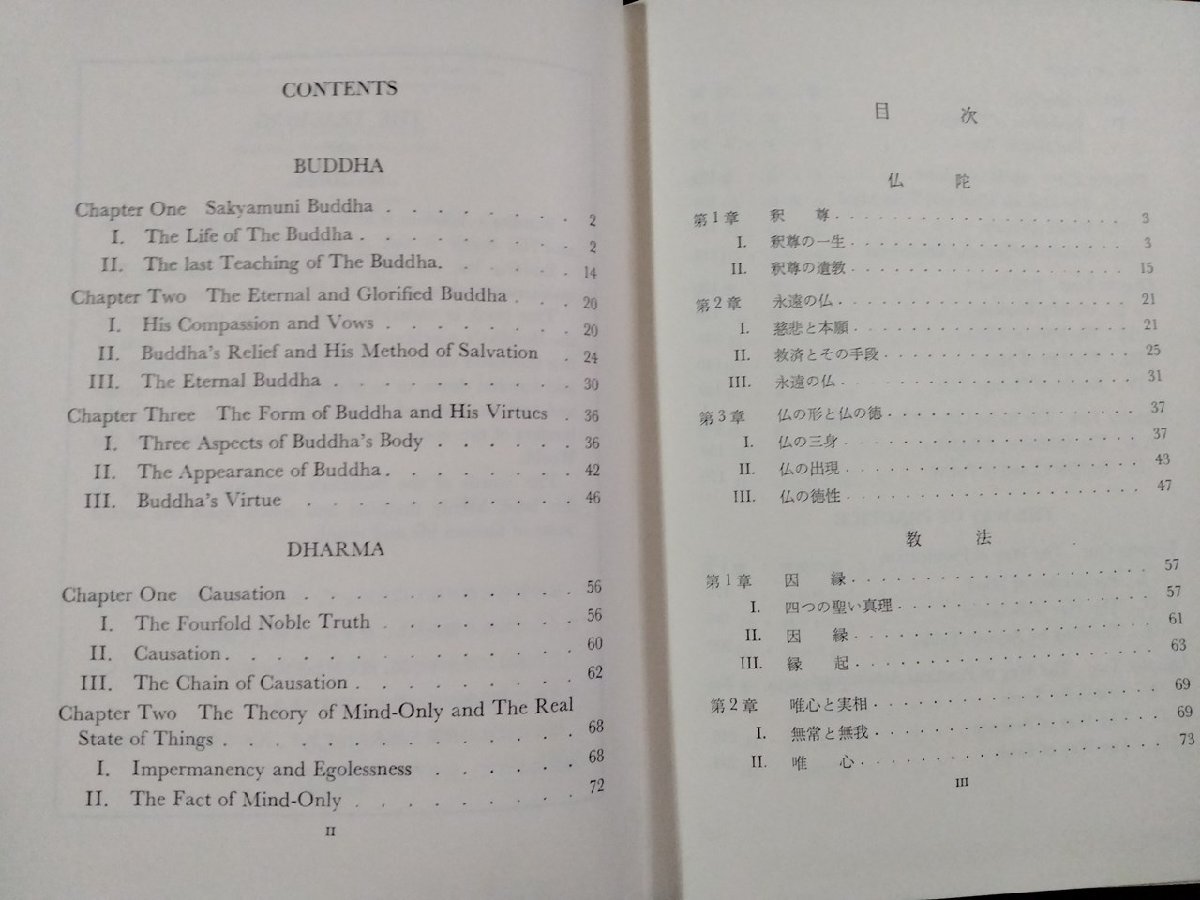 CONTENTS
BUDDHA
Chapter One Sakyamuni Buddha . . . . . . . 2
I. The Life of The Buddha . . . . . . . . 2
II. The last Teaching of The Buddha. . . . . . 14
Chapter Two The Eternal and Glorified Buddha . . . 20
I. His Compassion and Vows . . . . . . . 20
II. Buddha's Relief and His Method of Salvation . 24
III. The Eternal Buddha . . . . . . . . . 30
Chapter Three The Form of Buddha and His Virtues . 36
I. Three Aspects of Buddha's Body . . . . . . 36
II. The Appearance of Buddha. . . . . . . . 42
III. Buddha's Virtue . . . . . . . . . . 46
DHARMA
Chapter One Causation . . . . . . . . . . 56
I. The Fourfold Noble Truth . . . . . . . . 56
II. Causation. . . . . . . . . . . . . 60
III. The Chain of Causation . . . . . . . . 62
Chapter Two The Theory of Mind-Only and The Real
State of Things . . . . . . . . . . . . 68
I. Impermanency and Egolessness . . . . . 68
II. The Fact of Mind-Only . . . . . . . . 72
II
目 次
仏 陀
第1章 釈 尊 . . . . . . . . . . . . 3
I. 釈尊の一生 . . . . . . . . . . . . 3
II. 釈尊の遺教 . . . . . . . . . . . . 15
第2章 永遠の仏 . . . . . . . . . . . . 21
I. 慈悲と本願 . . . . . . . . . . . . 21
II. 救済とその手段 . . . . . . . . . . . . 25
III. 永遠の仏 . . . . . . . . . . . . 31
第3章 仏の形と仏の徳 . . . . . . . . . . . . 37
I. 仏の三身 . . . . . . . . . . . . 37
II. 仏の出現 . . . . . . . . . . . . 43
III. 仏の徳性 . . . . . . . . . . . . 47
教 法
第1章 因 縁 . . . . . . . . . . . . 57
I. 四つの聖い真理 . . . . . . . . . . . . 57
II. 因 縁 . . . . . . . . . . . . 61
III. 縁 起 . . . . . . . . . . . . 63
第2章 唯心と実相 . . . . . . . . . . . . 69
I. 無常と無我 . . . . . . . . . . . . 69
II. 唯 心 . . . . . . . . . . . . 73
III